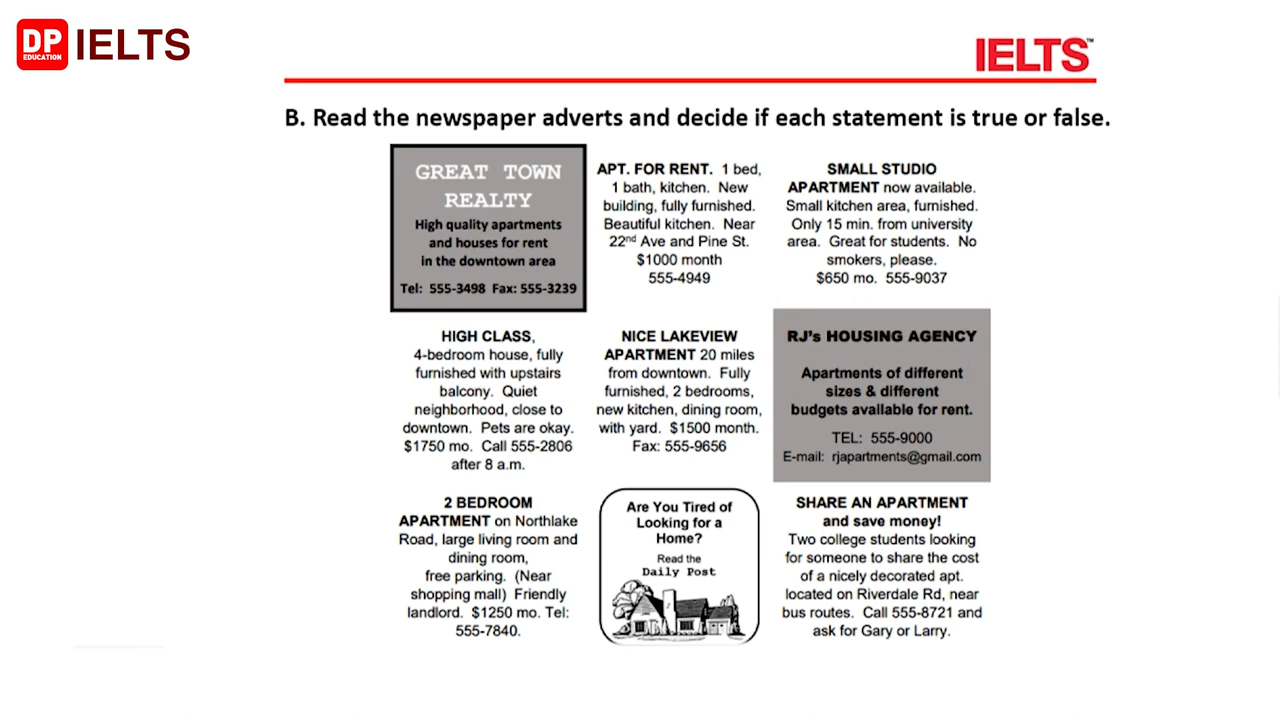 DP
EDUCATION
IELTS
IELTS™
B. Read the newspaper adverts and decide if each statement is true or false.
GREAT TOWN
REALTY
High quality apartments
and houses for rent
in the downtown area
Tel: 555-3498 Fax: 555-3239
APT. FOR RENT. 1 bed,
1 bath, kitchen. New
building, fully furnished.
Beautiful kitchen. Near
22nd Ave and Pine St.
$1000 month
555-4949
SMALL STUDIO
APARTMENT now available.
Small kitchen area, furnished.
Only 15 min. from university
area. Great for students. No
smokers, please.
$650 mo. 555-9037
HIGH CLASS,
4-bedroom house, fully
furnished with upstairs
balcony. Quiet
neighborhood, close to
downtown. Pets are okay.
$1750 mo. Call 555-2806
after 8 a.m.
NICE LAKEVIEW
APARTMENT 20 miles
from downtown. Fully
furnished, 2 bedrooms,
new kitchen, dining room,
with yard. $1500 month.
Fax: 555-9656
RJ's HOUSING AGENCY
Apartments of different
sizes & different
budgets available for rent.
TEL: 555-9000
E-mail: rjapartments@gmail.com
2 BEDROOM
APARTMENT on Northlake
Road, large living room and
dining room,
free parking. (Near
shopping mall) Friendly
landlord. $1250 mo. Tel:
555-7840.
Are You Tired of
Looking for a
Home?
Read the
Daily Post
SHARE AN APARTMENT
and save money!
Two college students looking
for someone to share the cost
of a nicely decorated apt.
located on Riverdale Rd, near
bus routes. Call 555-8721 and
ask for Gary or Larry.